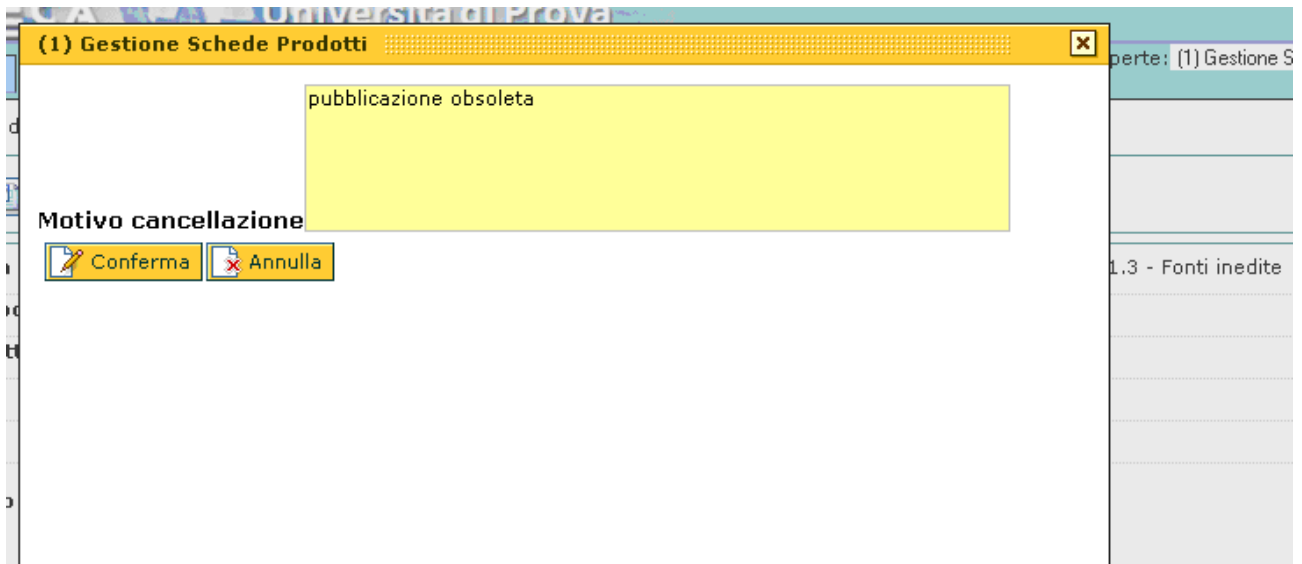 Università di Prova
(1) Gestione Schede Prodotti
perte: (1) Gestione S
pubblicazione obsoleta
Motivo cancellazione
Conferma Annulla
1.3 - Fonti inedite